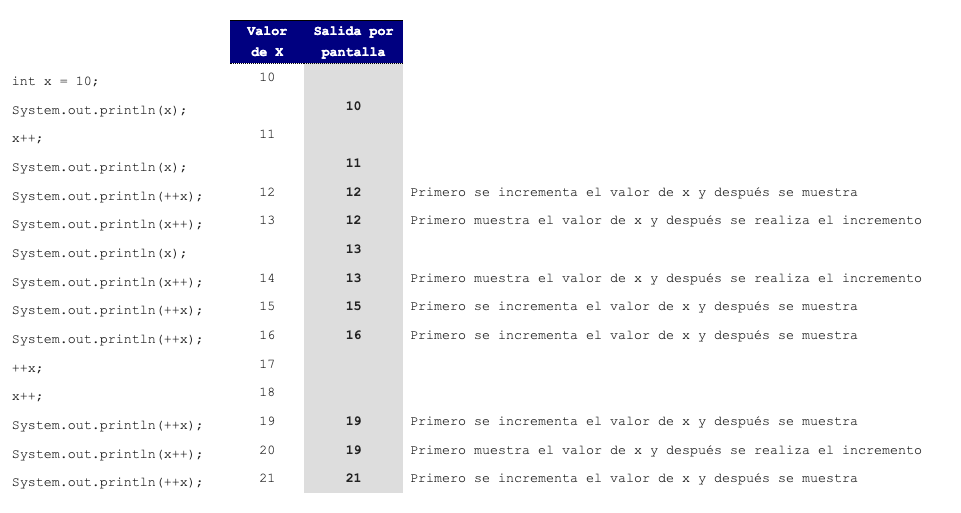 Valor de X Salida por pantalla
int x = 10; 10
System.out.println(x); 10
x++; 11
System.out.println(x); 11
System.out.println(++x); 12 12 Primero se incrementa el valor de x y después se muestra
System.out.println(x++); 13 12 Primero muestra el valor de x y después se realiza el incremento
System.out.println(x); 13
System.out.println(x++); 14 13 Primero muestra el valor de x y después se realiza el incremento
System.out.println(++x); 15 15 Primero se incrementa el valor de x y después se muestra
System.out.println(++x); 16 16 Primero se incrementa el valor de x y después se muestra
++x; 17
x++; 18
System.out.println(++x); 19 19 Primero se incrementa el valor de x y después se muestra
System.out.println(x++); 20 19 Primero muestra el valor de x y después se realiza el incremento
System.out.println(++x); 21 21 Primero se incrementa el valor de x y después se muestra